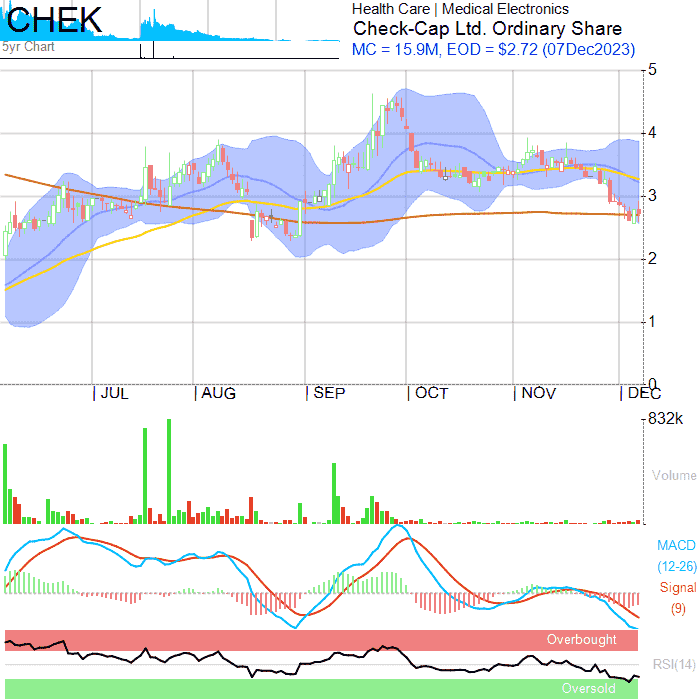 CHEK
5yr Chart
Health Care | Medical Electronics
Check-Cap Ltd. Ordinary Share
MC = 15.9M, EOD = $2.72 (07Dec2023)
5
4
3
2
1
0
JUL AUG SEP OCT NOV DEC
832k
Volume
MACD
(12-26)
Signal
(9)
Overbought
RSI(14)
Oversold